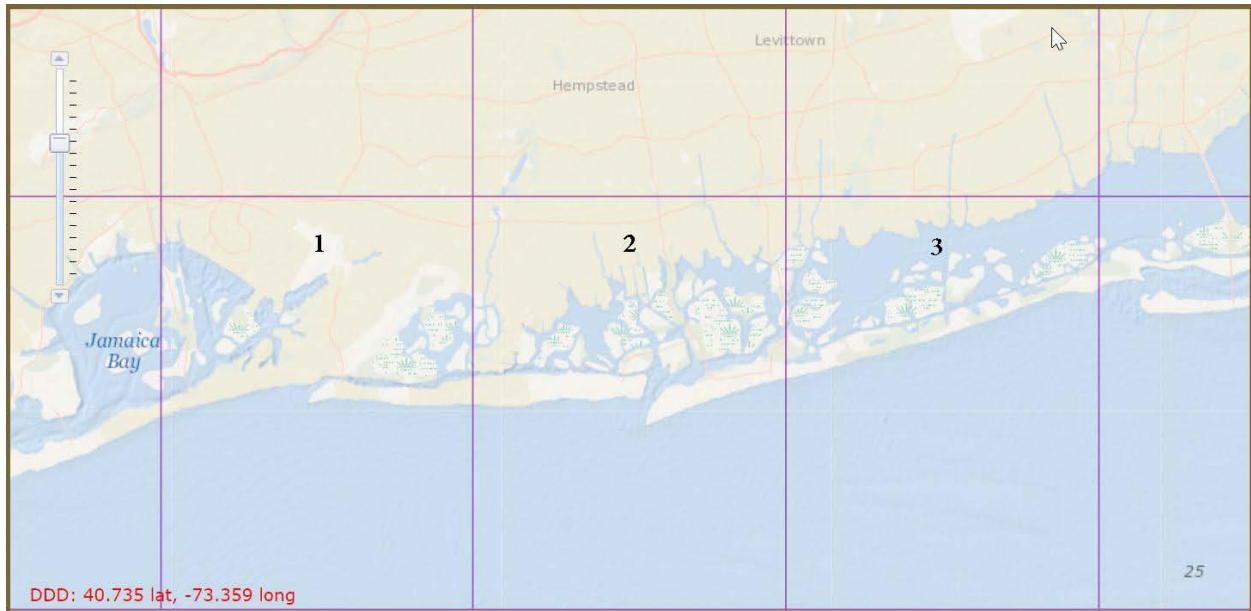 Levittown
Hempstead
1
2
3
Jamaica
Bay
25
DDD: 40.735 lat, -73.359 long